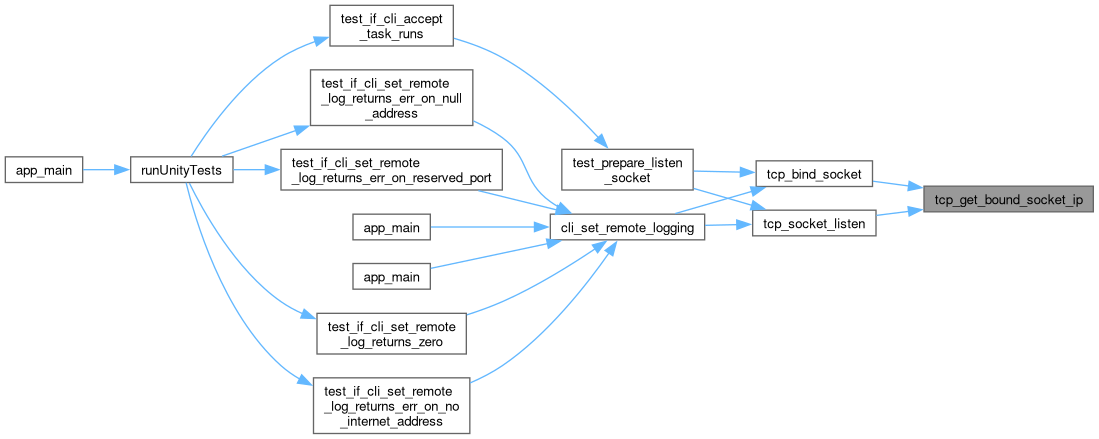 test_if_cli_accept
_task_runs
test_if_cli_set_remote
_log_returns_err_on_null
_address
app_main
runUnityTests
test_if_cli_set_remote
_log_returns_err_on_reserved_port
test_prepare_listen
_socket
tcp_bind_socket
tcp_get_bound_socket_ip
app_main
cli_set_remote_logging
tcp_socket_listen
app_main
test_if_cli_set_remote
_log_returns_zero
test_if_cli_set_remote
_log_returns_err_on_no
_internet_address